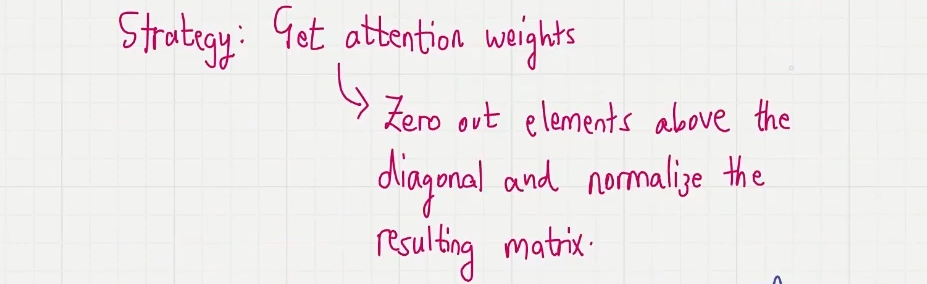 Strategy: Get attention weights
Zero out elements above the
diagonal and normalize the
resulting matrix.